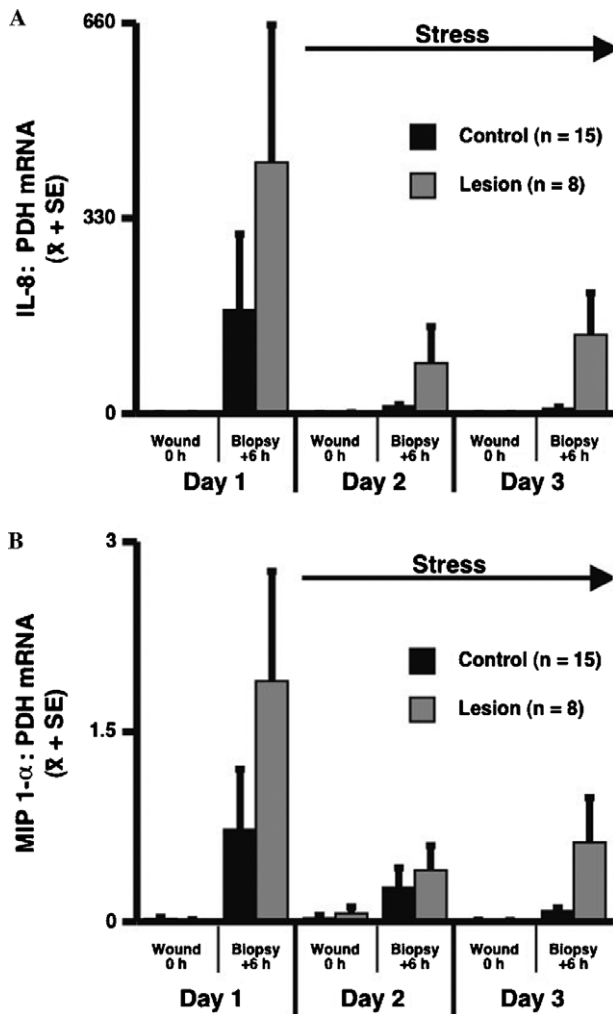 A
660
Stress
Control (n = 15)
Lesion (n = 8)
330
IL-8: PDH mRNA
(x̄ + SE)
0
Wound Biopsy Wound Biopsy Wound Biopsy
0 h +6 h 0 h +6 h 0 h +6 h
Day 1 Day 2 Day 3
B
3
Stress
Control (n = 15)
Lesion (n = 8)
1.5
MIP 1-α: PDH mRNA
(x̄ + SE)
0
Wound Biopsy Wound Biopsy Wound Biopsy
0 h +6 h 0 h +6 h 0 h +6 h
Day 1 Day 2 Day 3